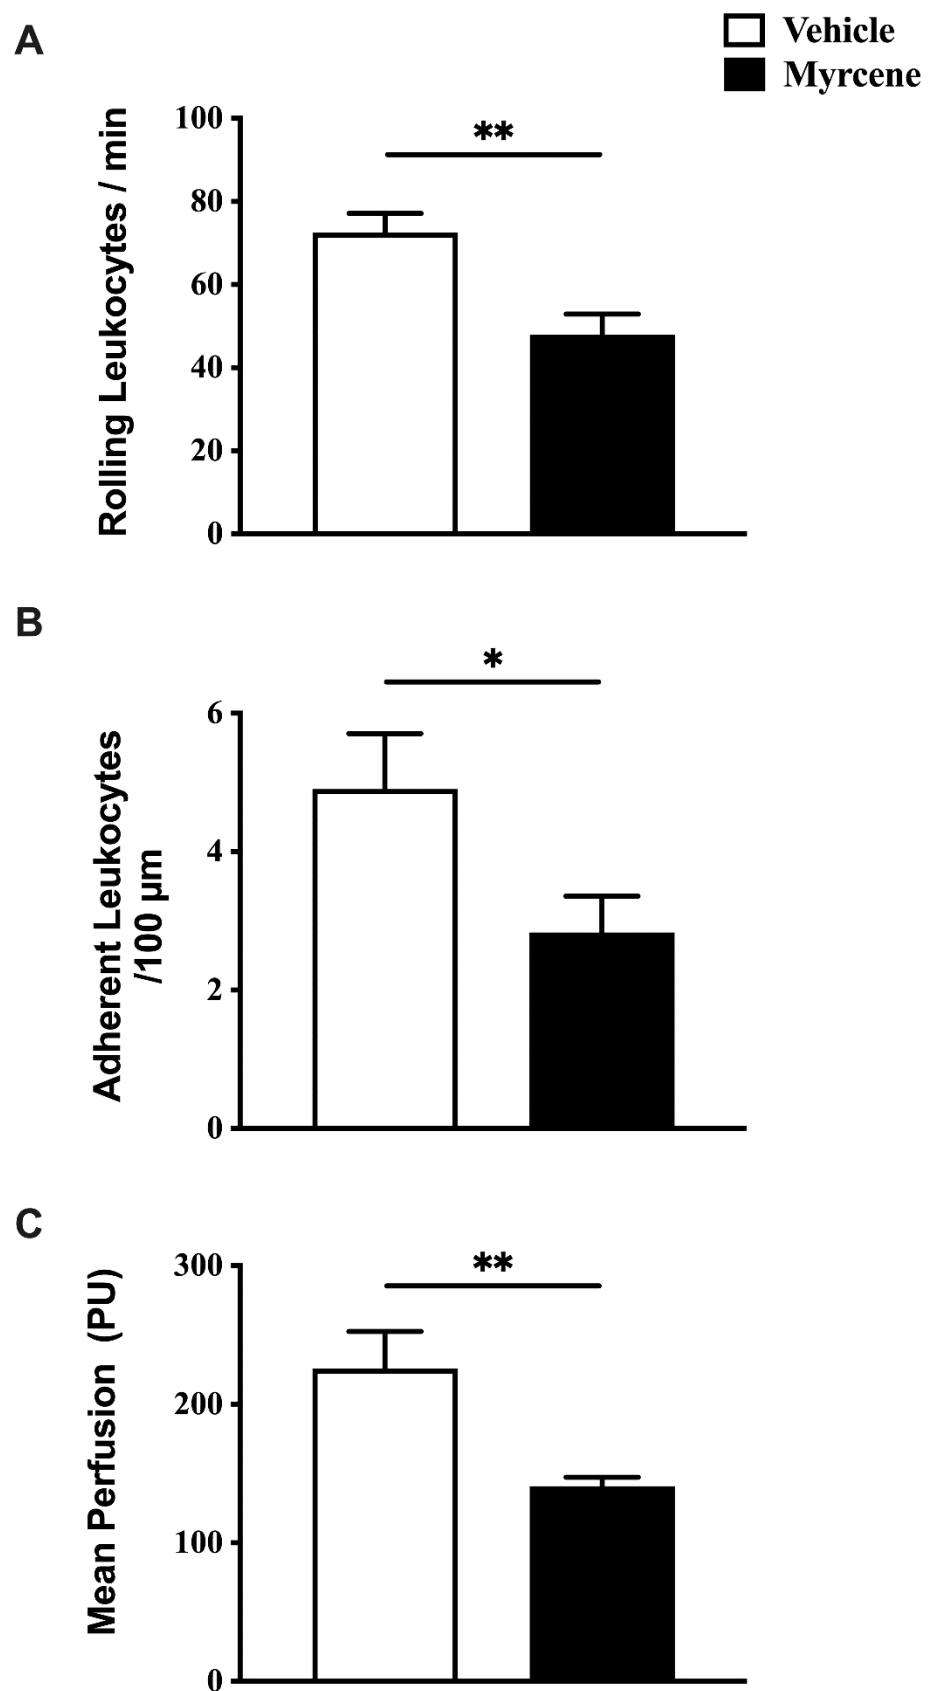 A
Vehicle
Myrcene
Rolling Leukocytes / min
100
80
60
40
20
0
**
B
Adherent Leukocytes
/100 µm
6
4
2
0
*
C
Mean Perfusion (PU)
300
200
100
0
**